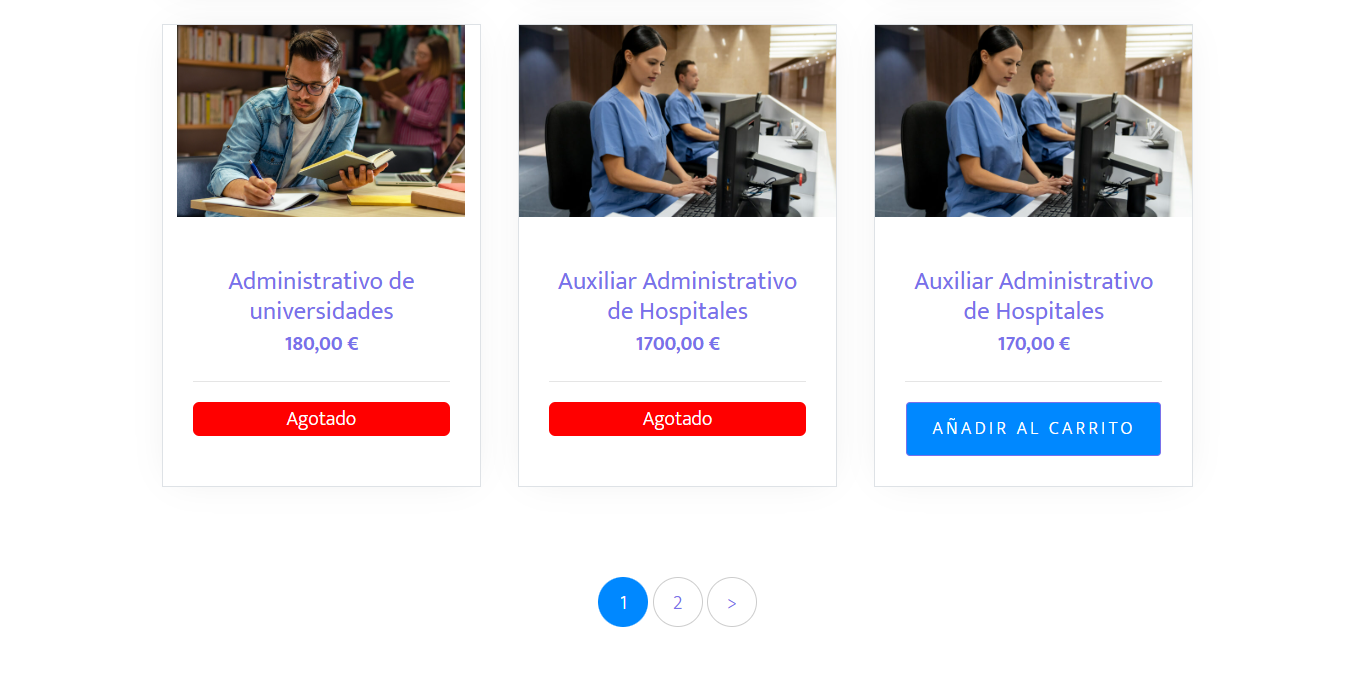 Administrativo de
universidades
180,00 €
Agotado
Auxiliar Administrativo
de Hospitales
1700,00 €
Agotado
Auxiliar Administrativo
de Hospitales
170,00 €
AÑADIR AL CARRITO
1 2 >